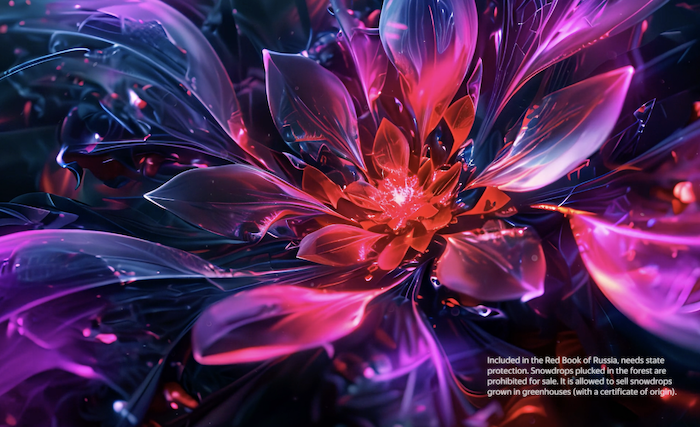 Included in the Red Book of Russia, needs state
protection. Snowdrops plucked in the forest are
prohibited for sale. It is allowed to sell snowdrops
grown in greenhouses (with a certificate of origin).